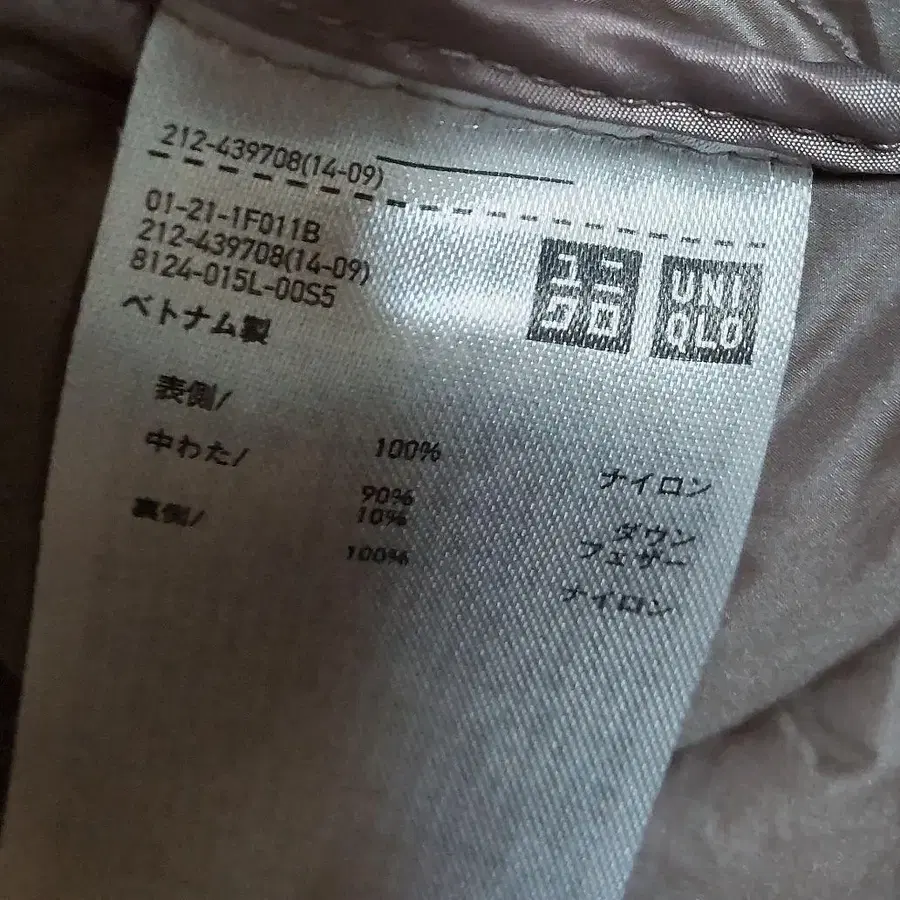 212-439708(14-09)
01-21-1F011B
212-439708(14-09)
8124-015L-00S5
ベトナム製
ユニ
クロ
UNI
QLO
表側/
100% ナイロン
中わた/
90% ダウン
10% フェザー
裏側/
100% ナイロン